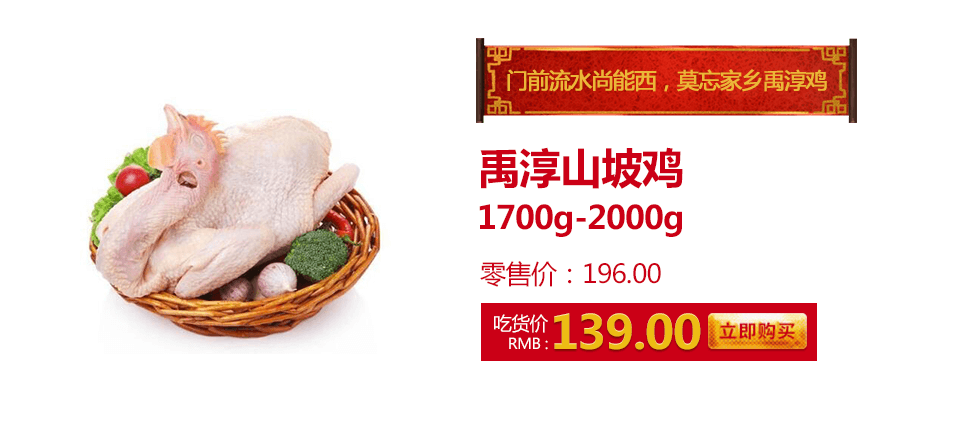 门前流水尚能西，莫忘家乡禹淳鸡
禹淳山坡鸡
1700g-2000g
零售价：196.00
吃货价
RMB：139.00 立即购买